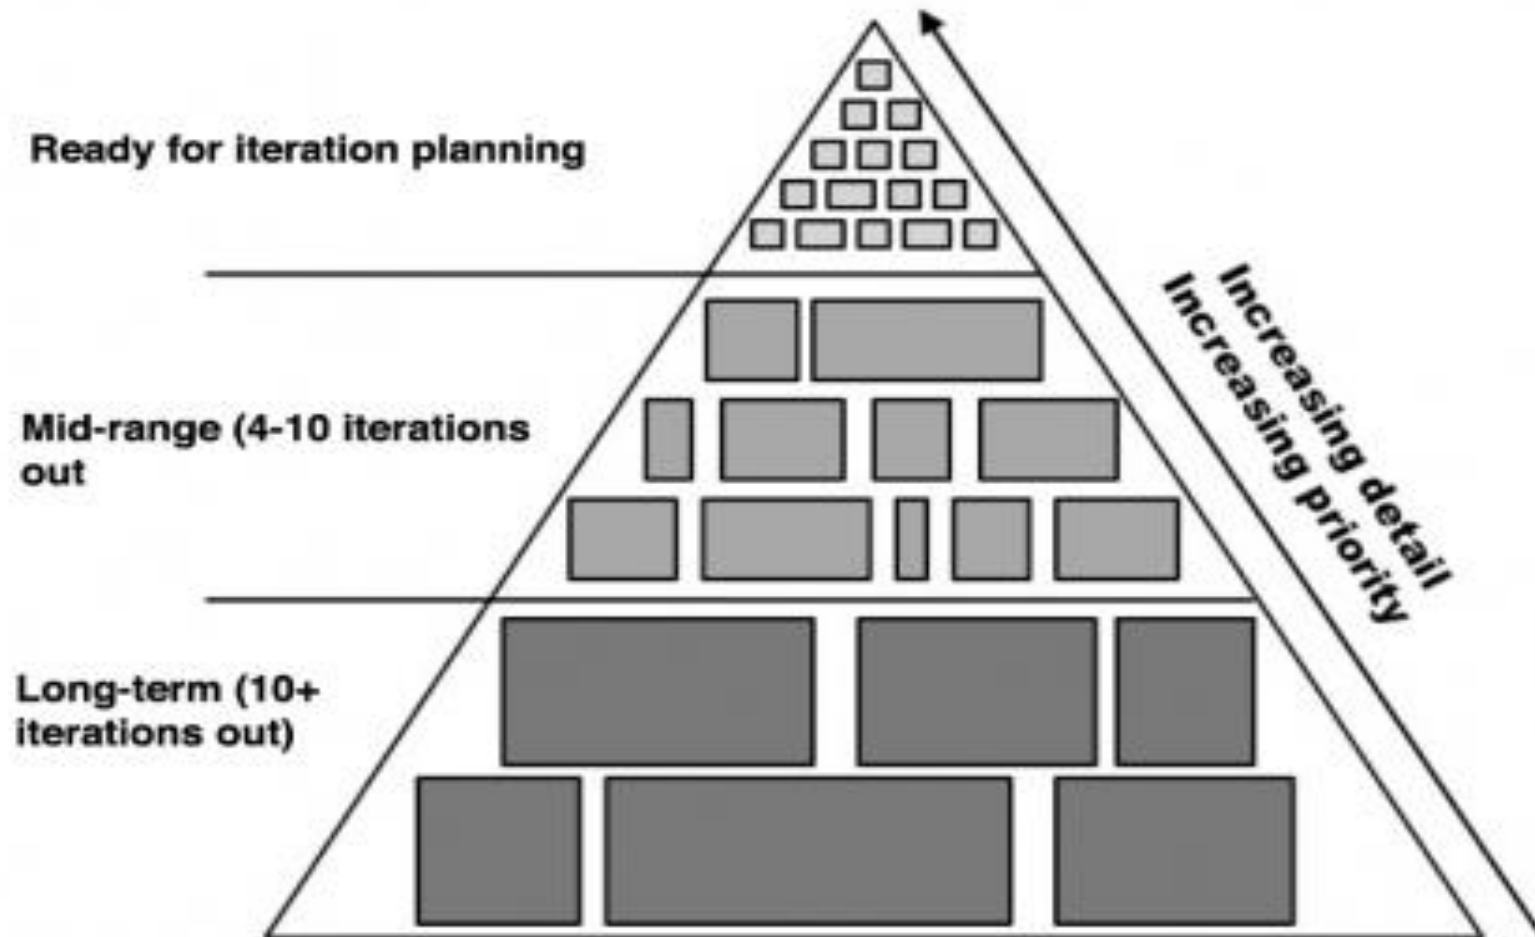 Ready for iteration planning
Mid-range (4-10 iterations
out
Long-term (10+
iterations out)
Increasing detail
Increasing priority